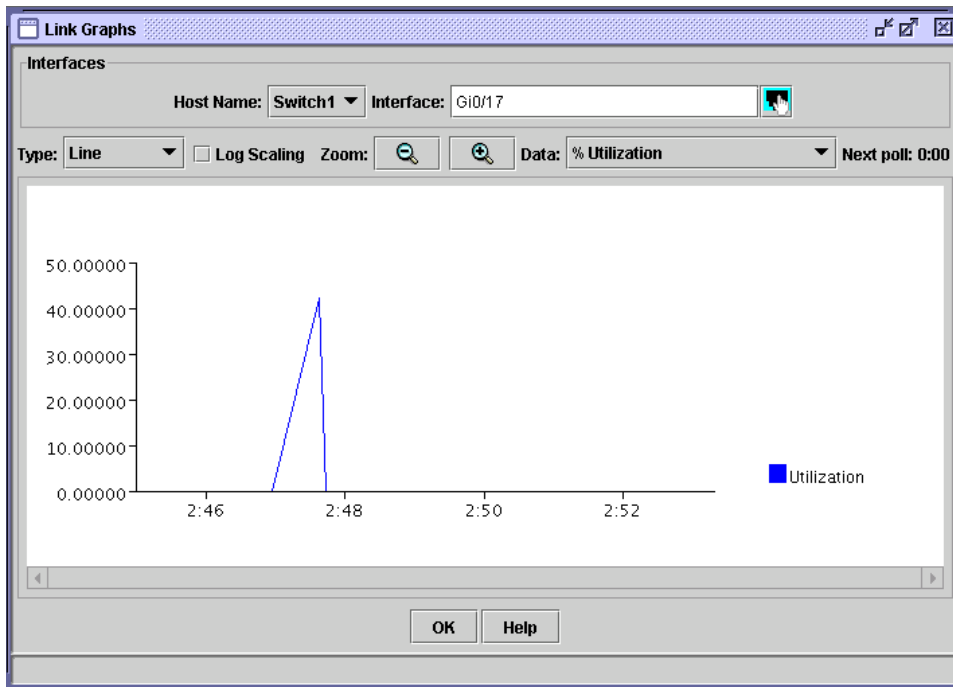 Link Graphs
Interfaces
Host Name: Switch1 Interface: Gi0/17
Type: Line Log Scaling Zoom: Data: % Utilization Next poll: 0:00
50.00000
40.00000
30.00000
20.00000
10.00000
0.00000
Utilization
2:46 2:48 2:50 2:52
OK Help